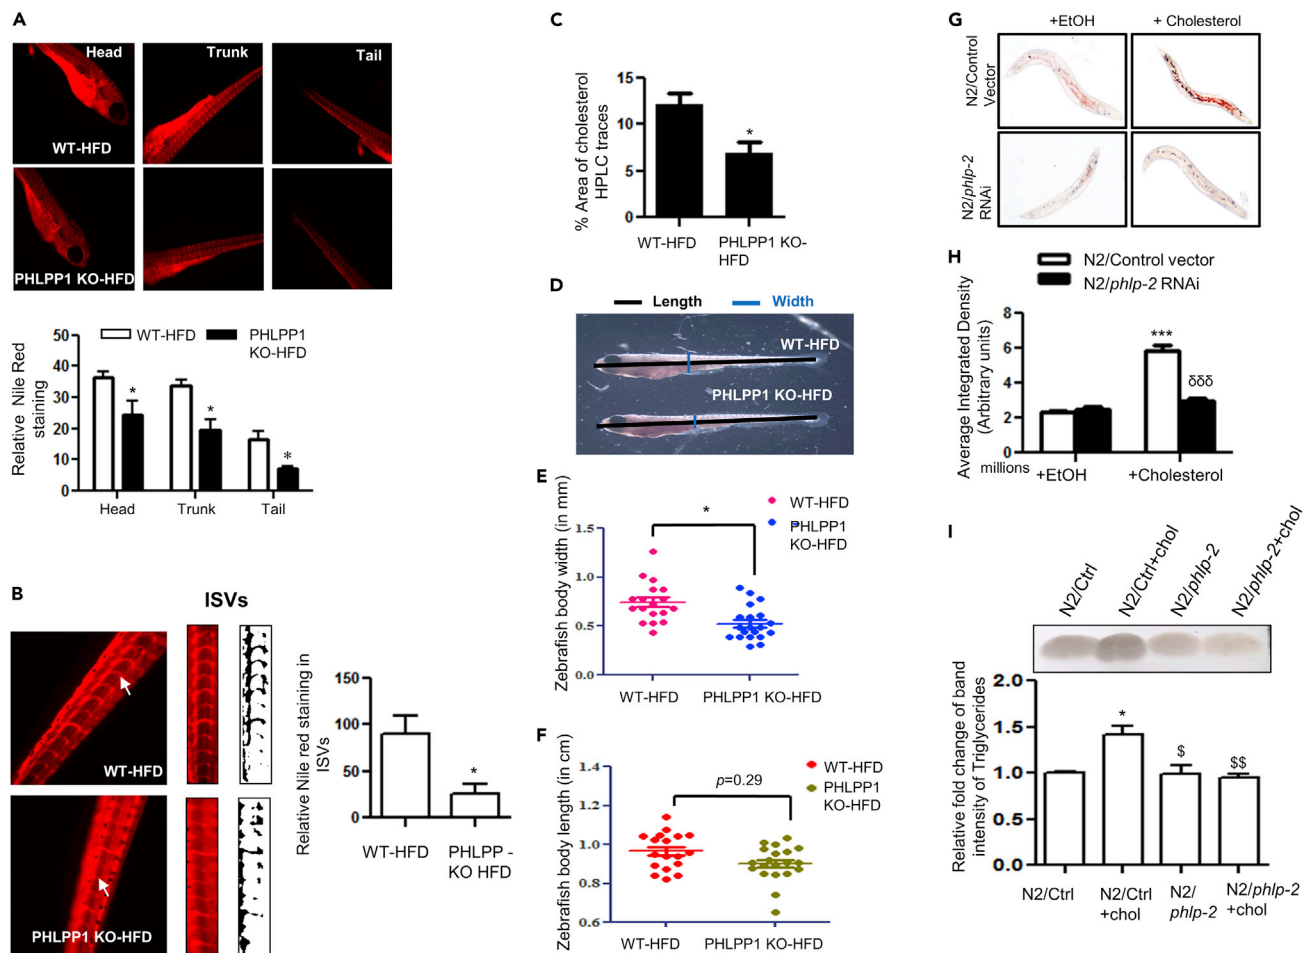 A
Head
Trunk
Tail
WT-HFD
PHLPP1 KO-HFD
Relative Nile Red
staining
50
40
30
20
10
0
WT-HFD
PHLPP1
KO-HFD
*
*
*
Head
Trunk
Tail
B
ISVs
WT-HFD
PHLPP1 KO-HFD
Relative Nile red staining in
ISVs
150
100
50
0
*
WT-HFD
PHLPP -
KO HFD
C
% Area of cholesterol
HPLC traces
15
10
5
0
*
WT-HFD
PHLPP1 KO-
HFD
D
Length
Width
WT-HFD
PHLPP1 KO-HFD
E
Zebrafish body width (in mm)
WT-HFD
PHLPP1
KO-HFD
1.5
1.0
0.5
0.0
*
WT-HFD
PHLPP1 KO-HFD
F
Zebrafish body length (in cm)
WT-HFD
PHLPP1
KO-HFD
1.4
1.2
1.0
0.8
0.6
p=0.29
WT-HFD
PHLPP1 KO-HFD
G
+EtOH
+ Cholesterol
N2/Control
Vector
N2/phlp-2
RNAi
H
N2/Control vector
N2/phlp-2 RNAi
Average Integrated Density
(Arbitrary units)
8
6
4
2
0
millions
***
δδδ
+EtOH
+Cholesterol
I
N2/Ctrl
N2/Ctrl+chol
N2/phlp-2
N2/phlp-2+chol
Relative fold change of band
intensity of Triglycerides
2.0
1.5
1.0
0.5
0.0
*
$
$$
N2/Ctrl
N2/Ctrl
+chol
N2/
phlp-2
N2/phlp-2
+chol